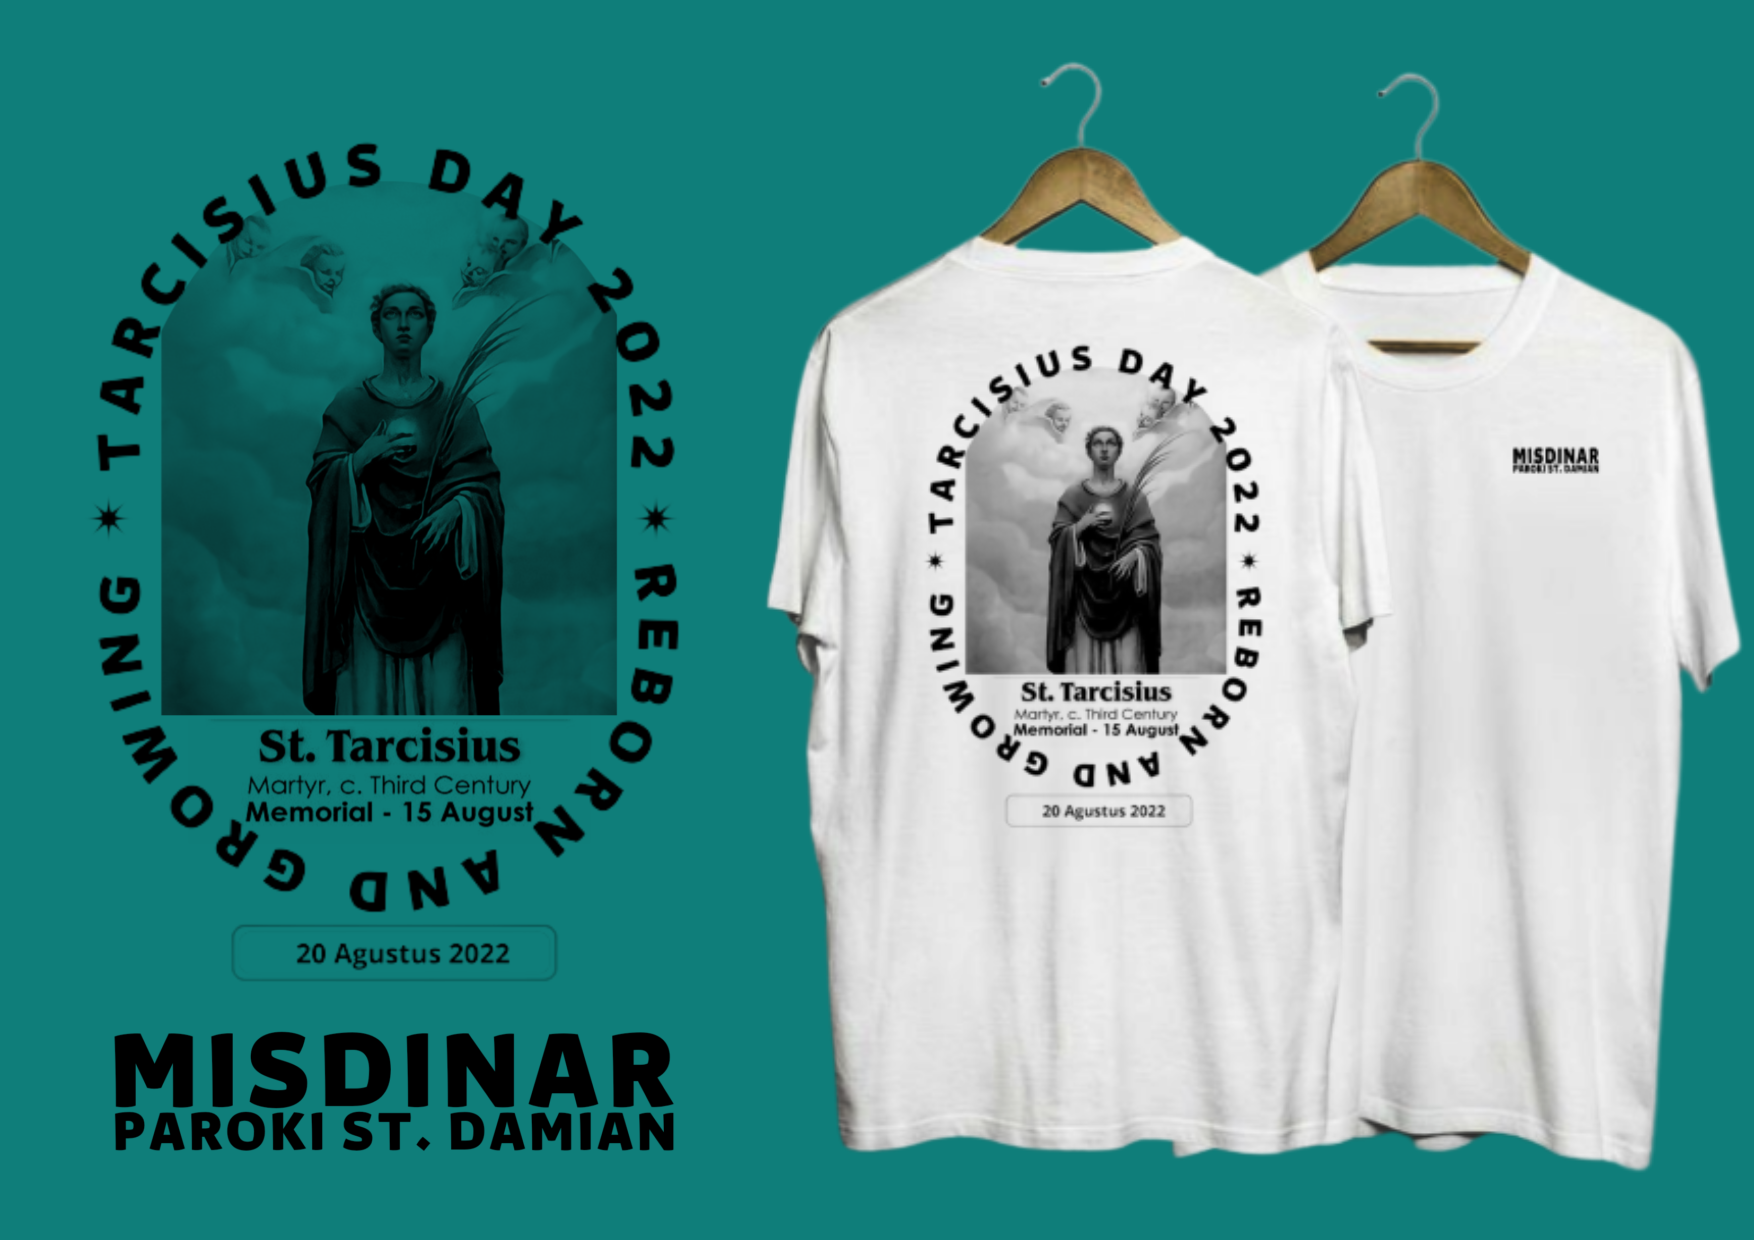 TARCISIUS DAY 2022 * REBORN AND GROWING *
St. Tarcisius
Martyr, c. Third Century
Memorial - 15 August
20 Agustus 2022
MISDINAR
PAROKI ST. DAMIAN
TARCISIUS DAY 2022 * REBORN AND GROWING *
St. Tarcisius
Martyr, c. Third Century
Memorial - 15 August
20 Agustus 2022
MISDINAR
PAROKI ST. DAMIAN